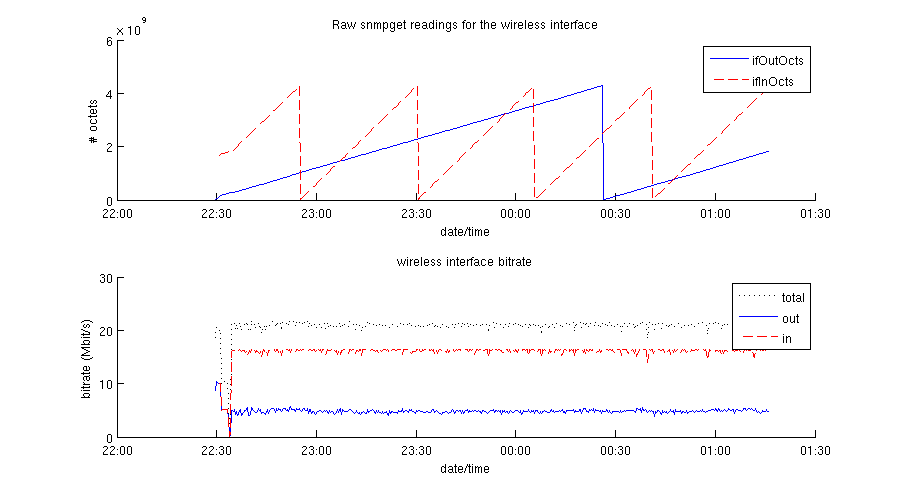 Raw snmpget readings for the wireless interface
× 10^9
6
4
2
0
# octets
ifOutOcts
ifInOcts
22:00 22:30 23:00 23:30 00:00 00:30 01:00 01:30
date/time
wireless interface bitrate
30
20
10
0
bitrate (Mbit/s)
total
out
in
22:00 22:30 23:00 23:30 00:00 00:30 01:00 01:30
date/time